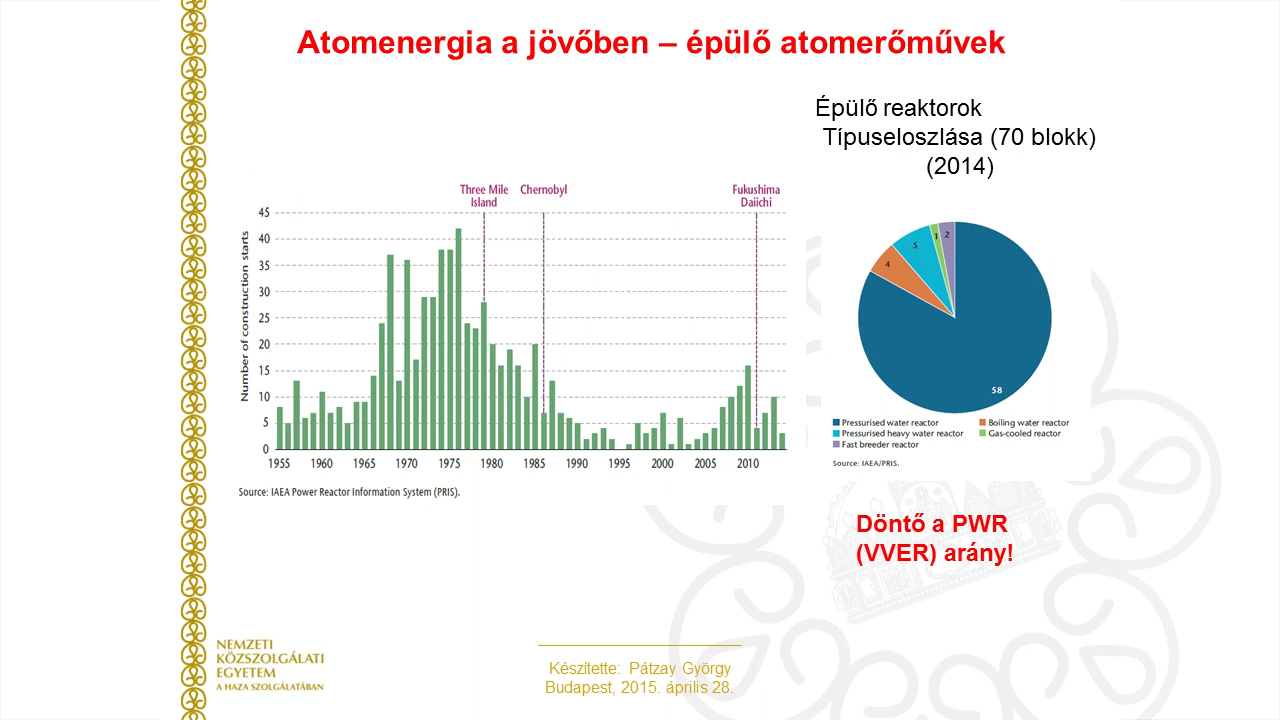 Atomenergia a jövőben – épülő atomerőművek
Épülő reaktorok
Típuseloszlása (70 blokk)
(2014)
Three Mile
Island
Chernobyl
Fukushima
Daiichi
Number of construction starts
45
40
35
30
25
20
15
10
5
0
1955 1960 1965 1970 1975 1980 1985 1990 1995 2000 2005 2010
Source: IAEA Power Reactor Information System (PRIS).
4
5
1
2
58
Pressurised water reactor
Boiling water reactor
Pressurised heavy water reactor
Gas-cooled reactor
Fast breeder reactor
Source: IAEA/PRIS.
Döntő a PWR
(VVER) arány!
NEMZETI
KÖZSZOLGÁLATI
EGYETEM
A HAZA SZOLGÁLATÁBAN
Készítette: Pátzay György
Budapest, 2015. április 28.